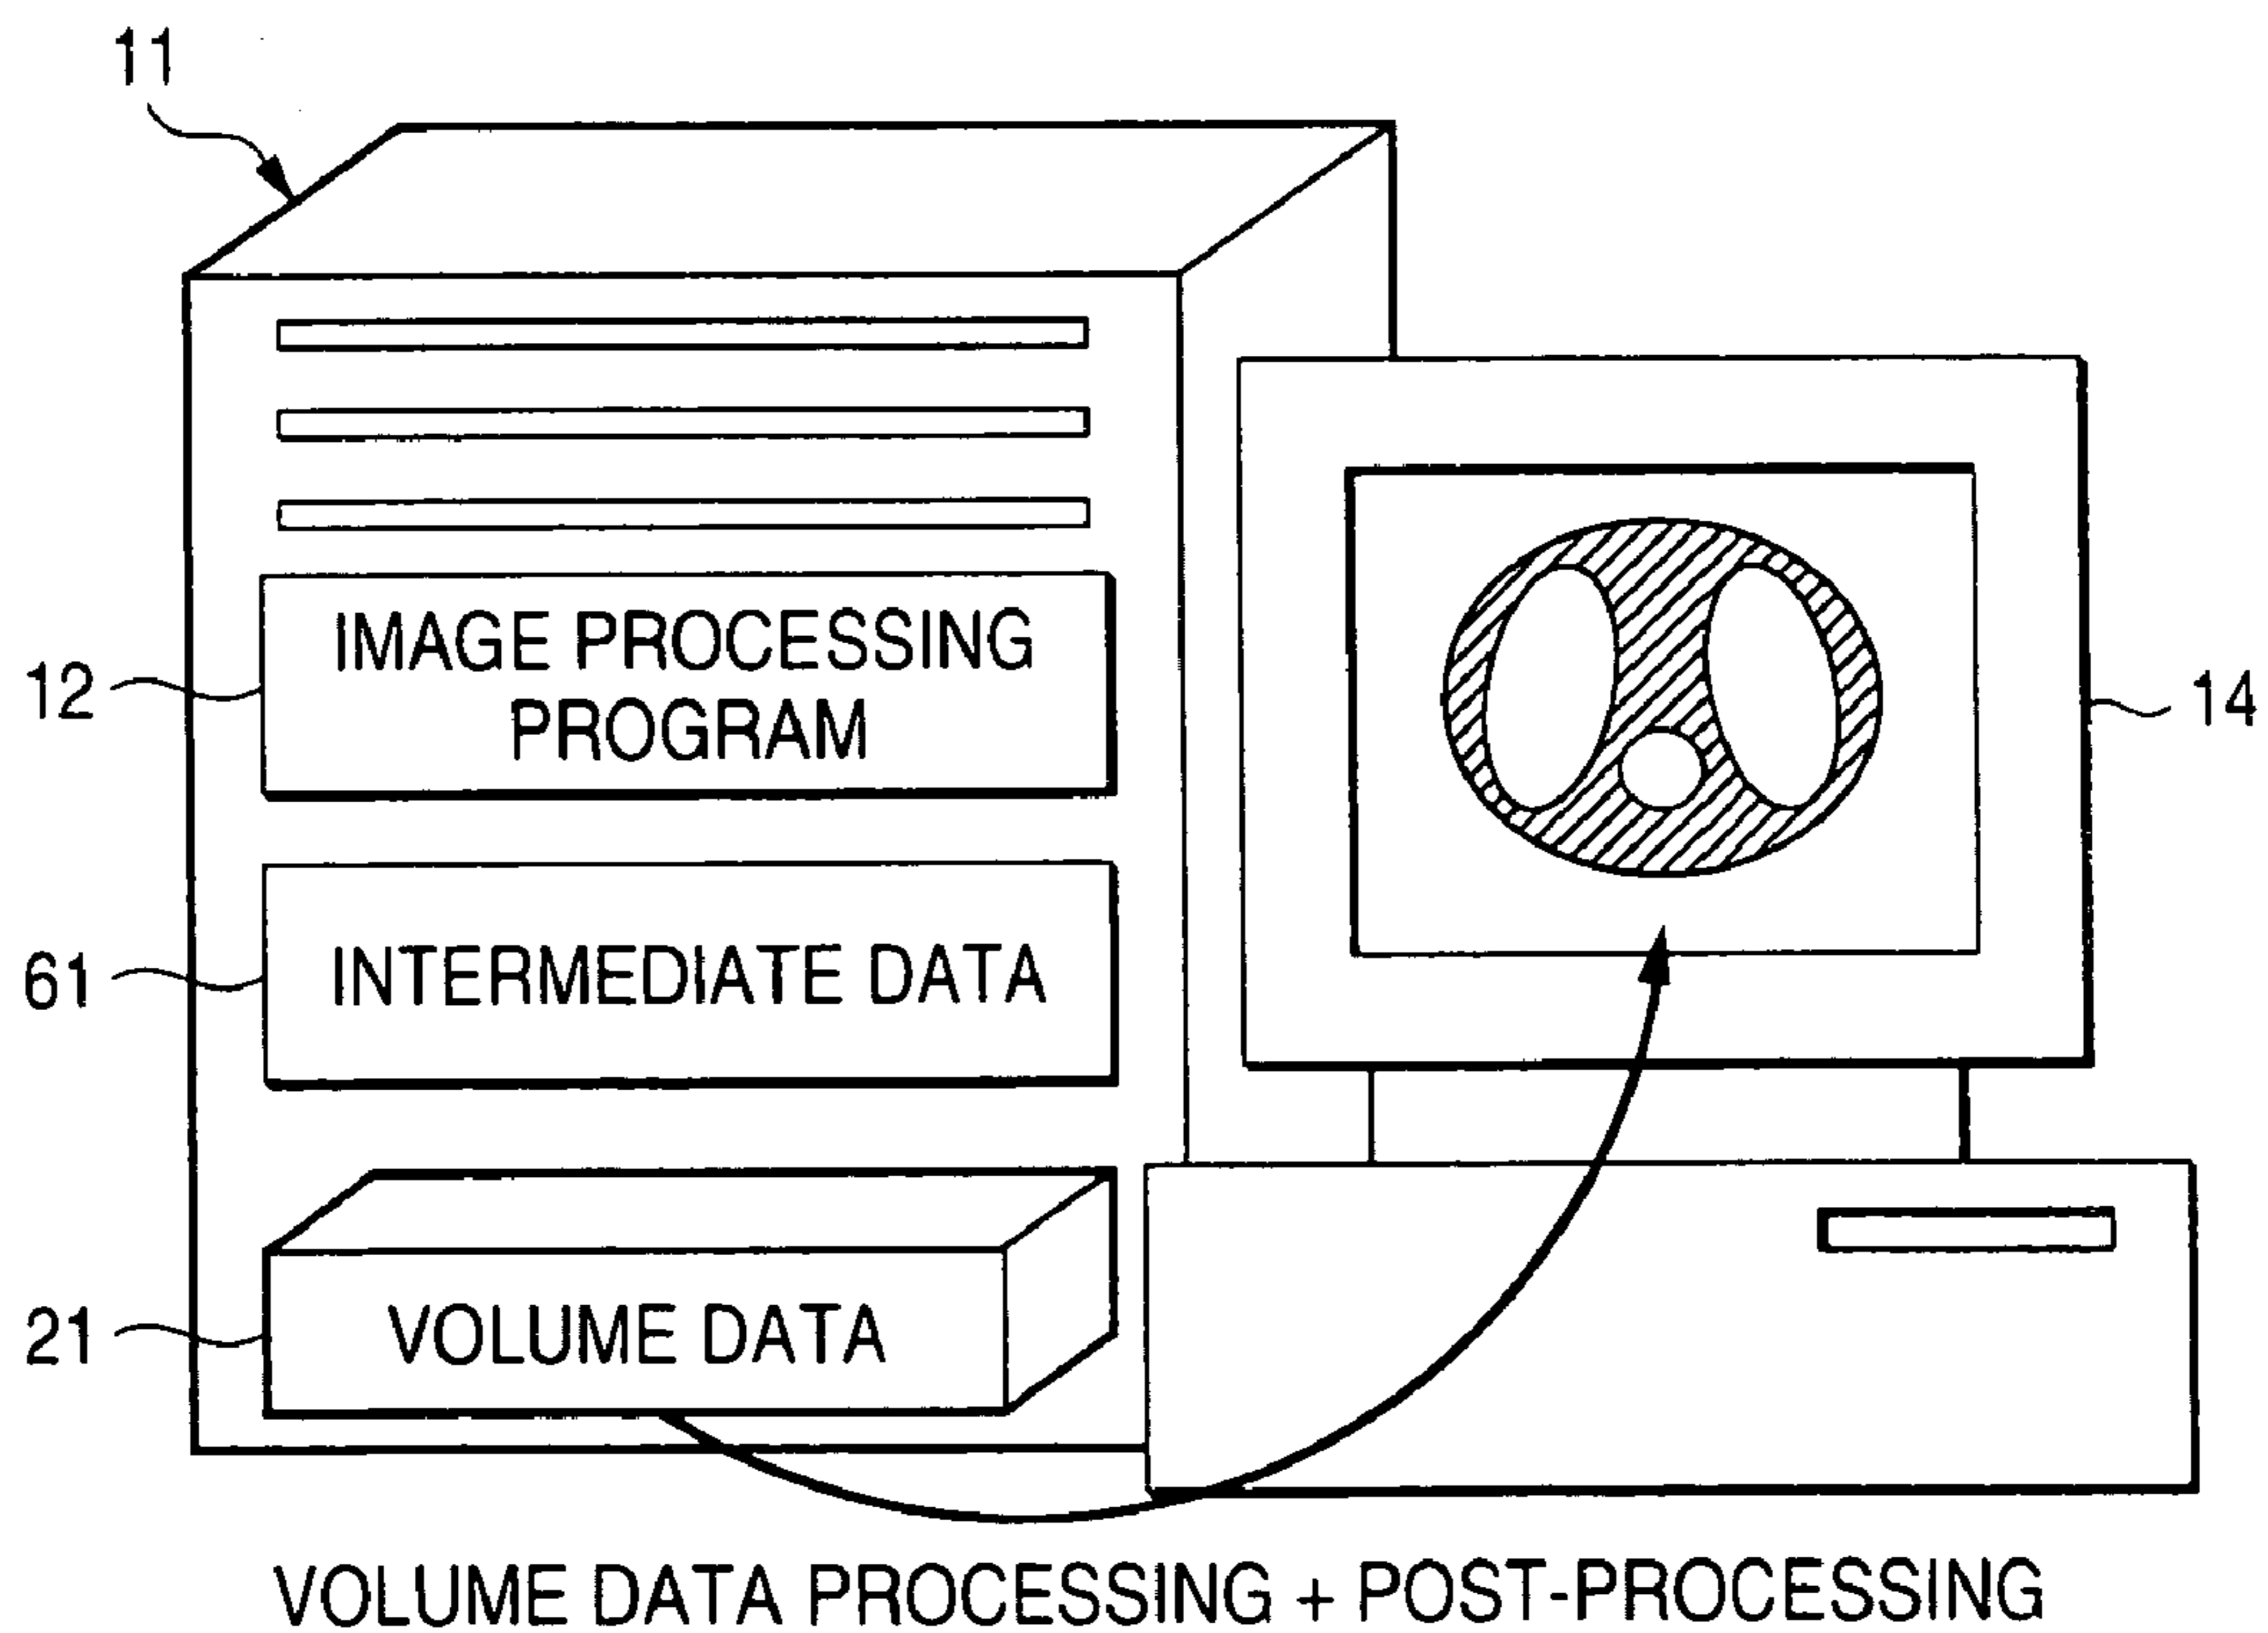 11
IMAGE PROCESSING
PROGRAM
12
14
INTERMEDIATE DATA
61
VOLUME DATA
21
VOLUME DATA PROCESSING + POST-PROCESSING